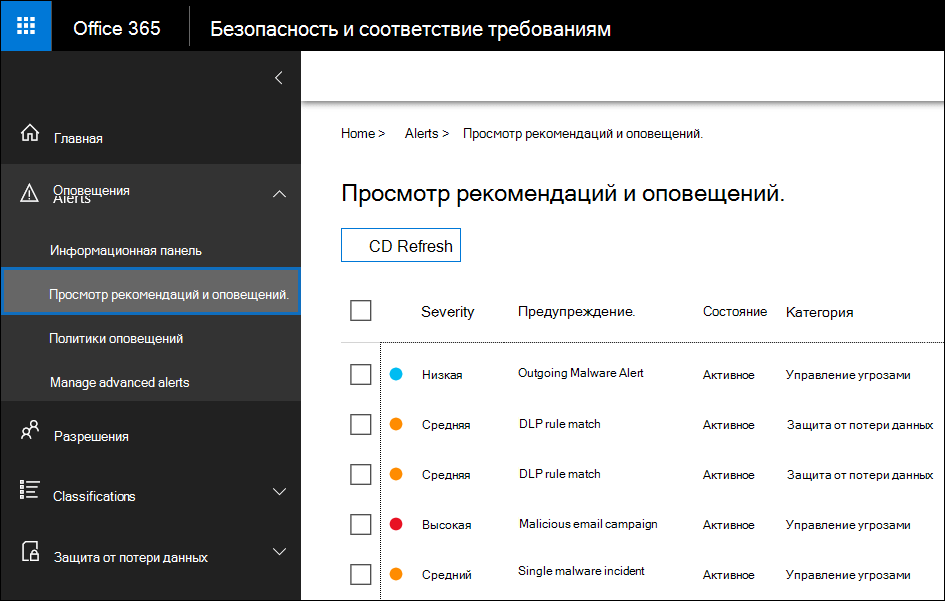 Office 365
Безопасность и соответствие требованиям
Главная
Оповещения
Alerts
Информационная панель
Просмотр рекомендаций и оповещений.
Политики оповещений
Manage advanced alerts
Разрешения
Classifications
Защита от потери данных
Home > Alerts > Просмотр рекомендаций и оповещений.
Просмотр рекомендаций и оповещений.
CD Refresh
Severity Предупреждение. Состояние Категория
Низкая Outgoing Malware Alert Активное Управление угрозами
Средняя DLP rule match Активное Защита от потери данных
Средняя DLP rule match Активное Защита от потери данных
Высокая Malicious email campaign Активное Управление угрозами
Средний Single malware incident Активное Управление угрозами